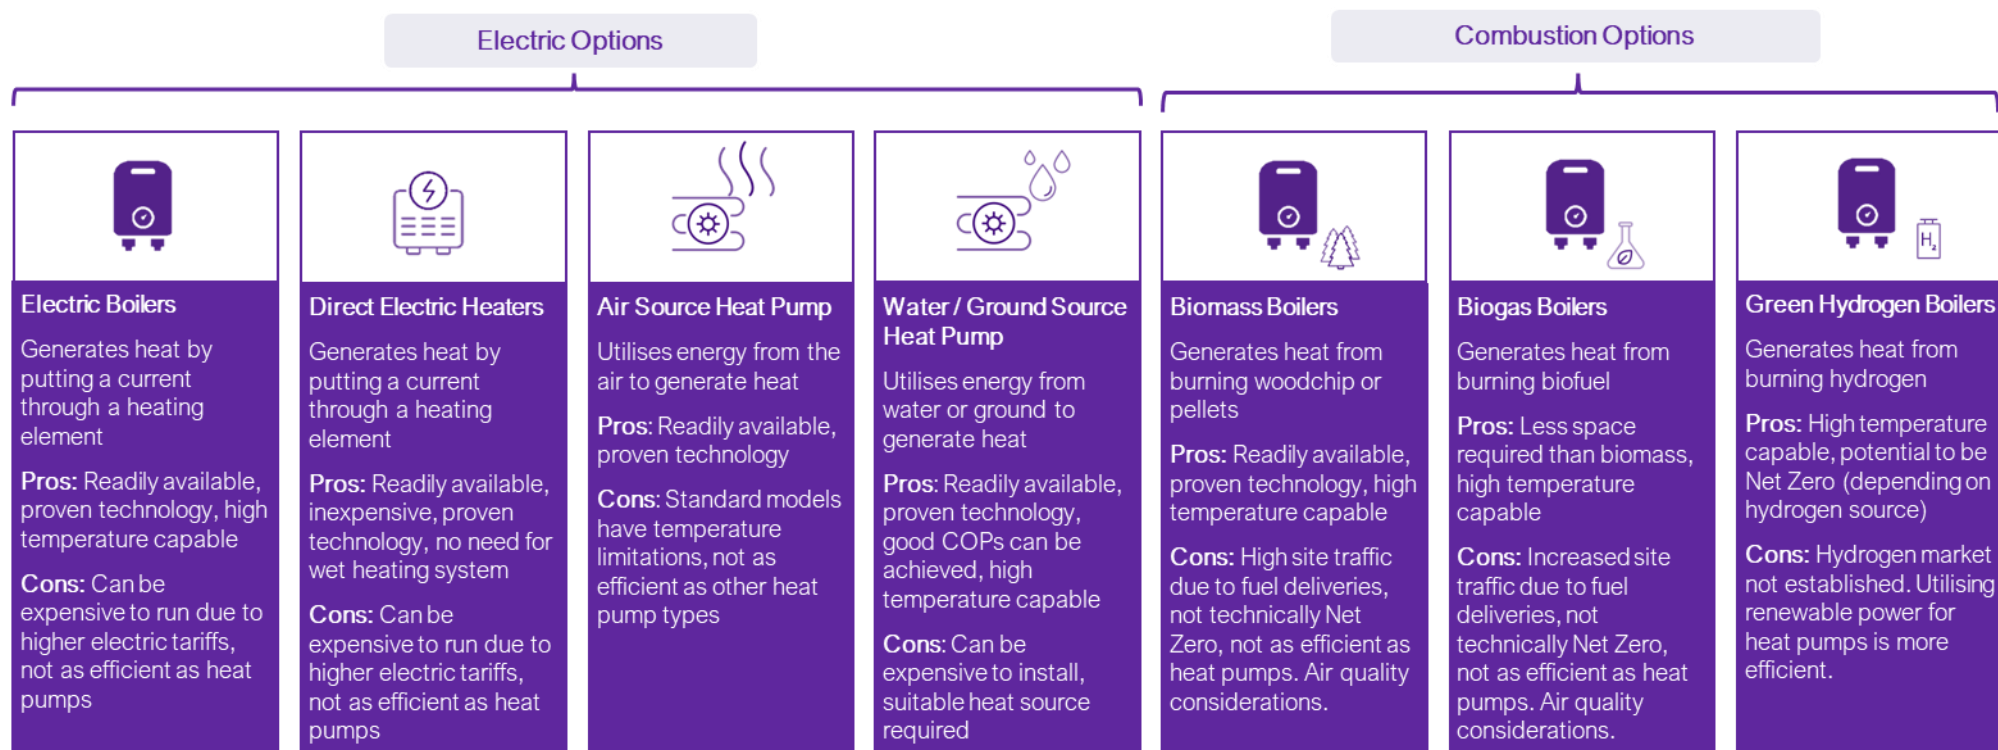 Electric Options
Combustion Options
Electric Boilers
Generates heat by
putting a current
through a heating
element
Pros: Readily available,
proven technology, high
temperature capable
Cons: Can be
expensive to run due to
higher electric tariffs,
not as efficient as heat
pumps
Direct Electric Heaters
Generates heat by
putting a current
through a heating
element
Pros: Readily available,
inexpensive, proven
technology, no need for
wet heating system
Cons: Can be
expensive to run due to
higher electric tariffs,
not as efficient as heat
pumps
Air Source Heat Pump
Utilises energy from the
air to generate heat
Pros: Readily available,
proven technology
Cons: Standard models
have temperature
limitations, not as
efficient as other heat
pump types
Water / Ground Source
Heat Pump
Utilises energy from
water or ground to
generate heat
Pros: Readily available,
proven technology,
good COPs can be
achieved, high
temperature capable
Cons: Can be
expensive to install,
suitable heat source
required
Biomass Boilers
Generates heat from
burning woodchip or
pellets
Pros: Readily available,
proven technology, high
temperature capable
Cons: High site traffic
due to fuel deliveries,
not technically Net
Zero, not as efficient as
heat pumps. Air quality
considerations.
Biogas Boilers
Generates heat from
burning biofuel
Pros: Less space
required than biomass,
high temperature
capable
Cons: Increased site
traffic due to fuel
deliveries, not
technically Net Zero,
not as efficient as heat
pumps. Air quality
considerations.
H₂
Green Hydrogen Boilers
Generates heat from
burning hydrogen
Pros: High temperature
capable, potential to be
Net Zero (depending on
hydrogen source)
Cons: Hydrogen market
not established. Utilising
renewable power for
heat pumps is more
efficient.